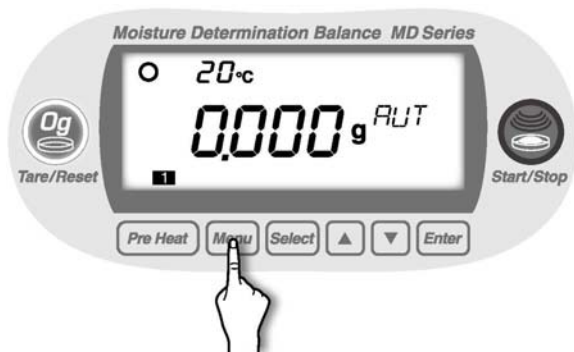 Moisture Determination Balance MD Series
20°C
0g
0.000 g AUT
Tare/Reset
1
Start/Stop
Pre Heat Menu Select ▲ ▼ Enter